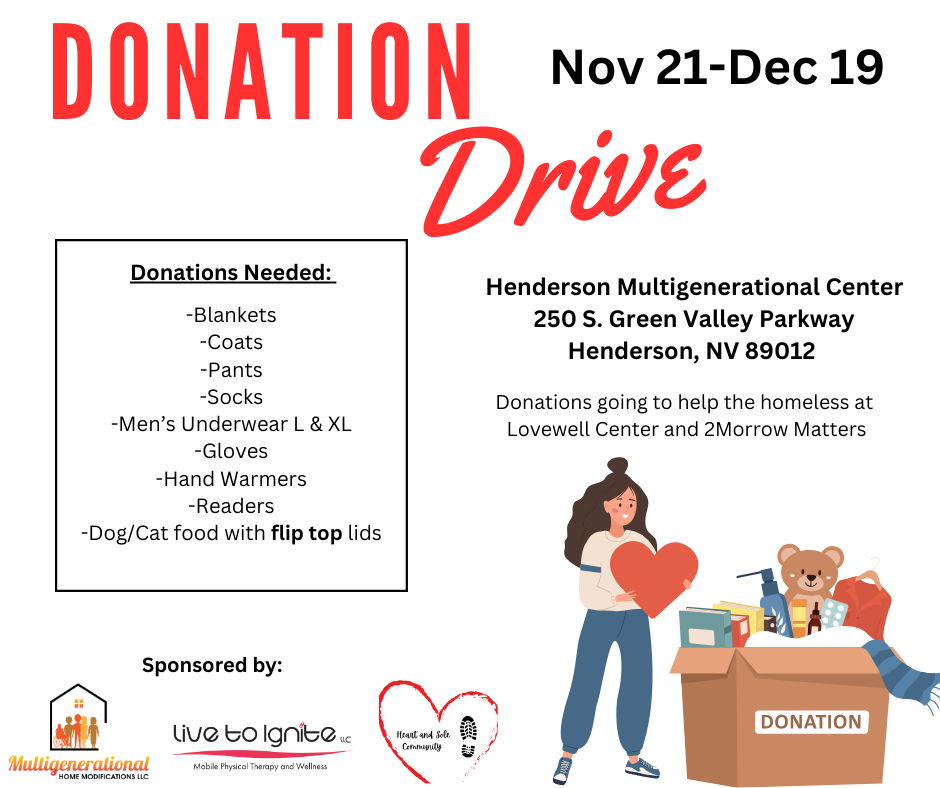 DONATION
Drive
Nov 21-Dec 19
Donations Needed:
-Blankets
-Coats
-Pants
-Socks
-Men’s Underwear L & XL
-Gloves
-Hand Warmers
-Readers
-Dog/Cat food with flip top lids
Henderson Multigenerational Center
250 S. Green Valley Parkway
Henderson, NV 89012
Donations going to help the homeless at
Lovewell Center and 2Morrow Matters
Sponsored by:
Multigenerational
HOME MODIFICATIONS LLC
Live to Ignite LLC
Mobile Physical Therapy and Wellness
Heart and Sole
Community
DONATION